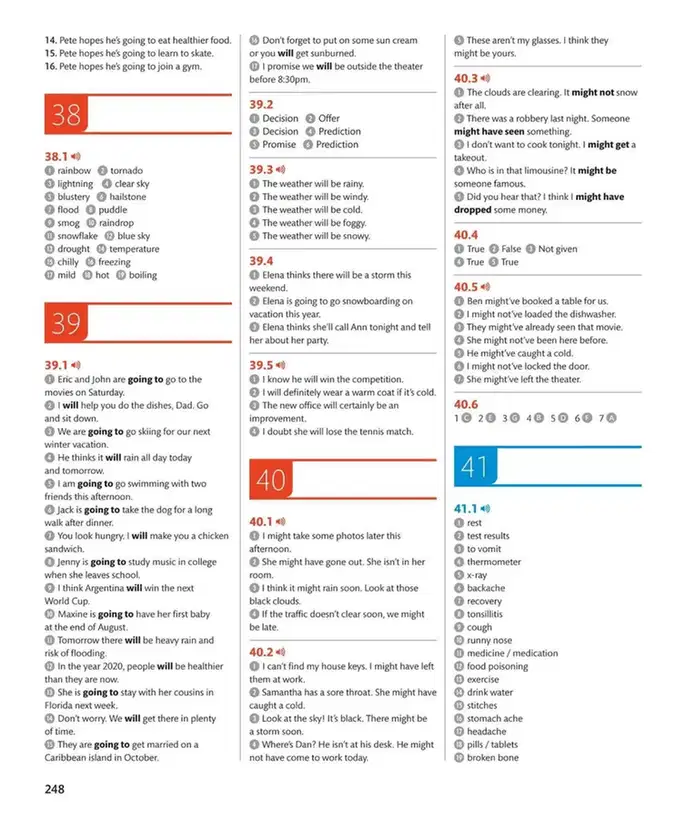 14. Pete hopes he's going to eat healthier food.
15. Pete hopes he's going to learn to skate.
16. Pete hopes he's going to join a gym.
38
38.1
1 rainbow 2 tornado
3 lightning 4 clear sky
5 blustery 6 hailstone
7 flood 8 puddle
9 smog 10 raindrop
11 snowflake 12 blue sky
13 drought 14 temperature
15 chilly 16 freezing
17 mild 18 hot 19 boiling
39
39.1
1 Eric and John are going to go to the
movies on Saturday.
2 I will help you do the dishes, Dad. Go
and sit down.
3 We are going to go skiing for our next
winter vacation.
4 He thinks it will rain all day today
and tomorrow.
5 I am going to go swimming with two
friends this afternoon.
6 Jack is going to take the dog for a long
walk after dinner.
7 You look hungry. I will make you a chicken
sandwich.
8 Jenny is going to study music in college
when she leaves school.
9 I think Argentina will win the next
World Cup.
10 Maxine is going to have her first baby
at the end of August.
11 Tomorrow there will be heavy rain and
risk of flooding.
12 In the year 2020, people will be healthier
than they are now.
13 She is going to stay with her cousins in
Florida next week.
14 Don't worry. We will get there in plenty
of time.
15 They are going to get married on a
Caribbean island in October.
16 Don't forget to put on some sun cream
or you will get sunburned.
17 I promise we will be outside the theater
before 8:30pm.
39.2
1 Decision 2 Offer
3 Decision 4 Prediction
5 Promise 6 Prediction
39.3
1 The weather will be rainy.
2 The weather will be windy.
3 The weather will be cold.
4 The weather will be foggy.
5 The weather will be snowy.
39.4
1 Elena thinks there will be a storm this
weekend.
2 Elena is going to go snowboarding on
vacation this year.
3 Elena thinks she'll call Ann tonight and tell
her about her party.
39.5
1 I know he will win the competition.
2 I will definitely wear a warm coat if it's cold.
3 The new office will certainly be an
improvement.
4 I doubt she will lose the tennis match.
40
40.1
1 I might take some photos later this
afternoon.
2 She might have gone out. She isn't in her
room.
3 I think it might rain soon. Look at those
black clouds.
4 If the traffic doesn't clear soon, we might
be late.
40.2
1 I can't find my house keys. I might have left
them at work.
2 Samantha has a sore throat. She might have
caught a cold.
3 Look at the sky! It's black. There might be
a storm soon.
4 Where's Dan? He isn't at his desk. He might
not have come to work today.
5 These aren't my glasses. I think they
might be yours.
40.3
1 The clouds are clearing. It might not snow
after all.
2 There was a robbery last night. Someone
might have seen something.
3 I don't want to cook tonight. I might get a
takeout.
4 Who is in that limousine? It might be
someone famous.
5 Did you hear that? I think I might have
dropped some money.
40.4
1 True 2 False 3 Not given
4 True 5 True
40.5
1 Ben might've booked a table for us.
2 I might not've loaded the dishwasher.
3 They might've already seen that movie.
4 She might not've been here before.
5 He might've caught a cold.
6 I might not've locked the door.
7 She might've left the theater.
40.6
1 C 2 E 3 G 4 B 5 D 6 F 7 A
41
41.1
1 rest
2 test results
3 to vomit
4 thermometer
5 x-ray
6 backache
7 recovery
8 tonsillitis
9 cough
10 runny nose
11 medicine / medication
12 food poisoning
13 exercise
14 drink water
15 stitches
16 stomach ache
17 headache
18 pills / tablets
19 broken bone
248